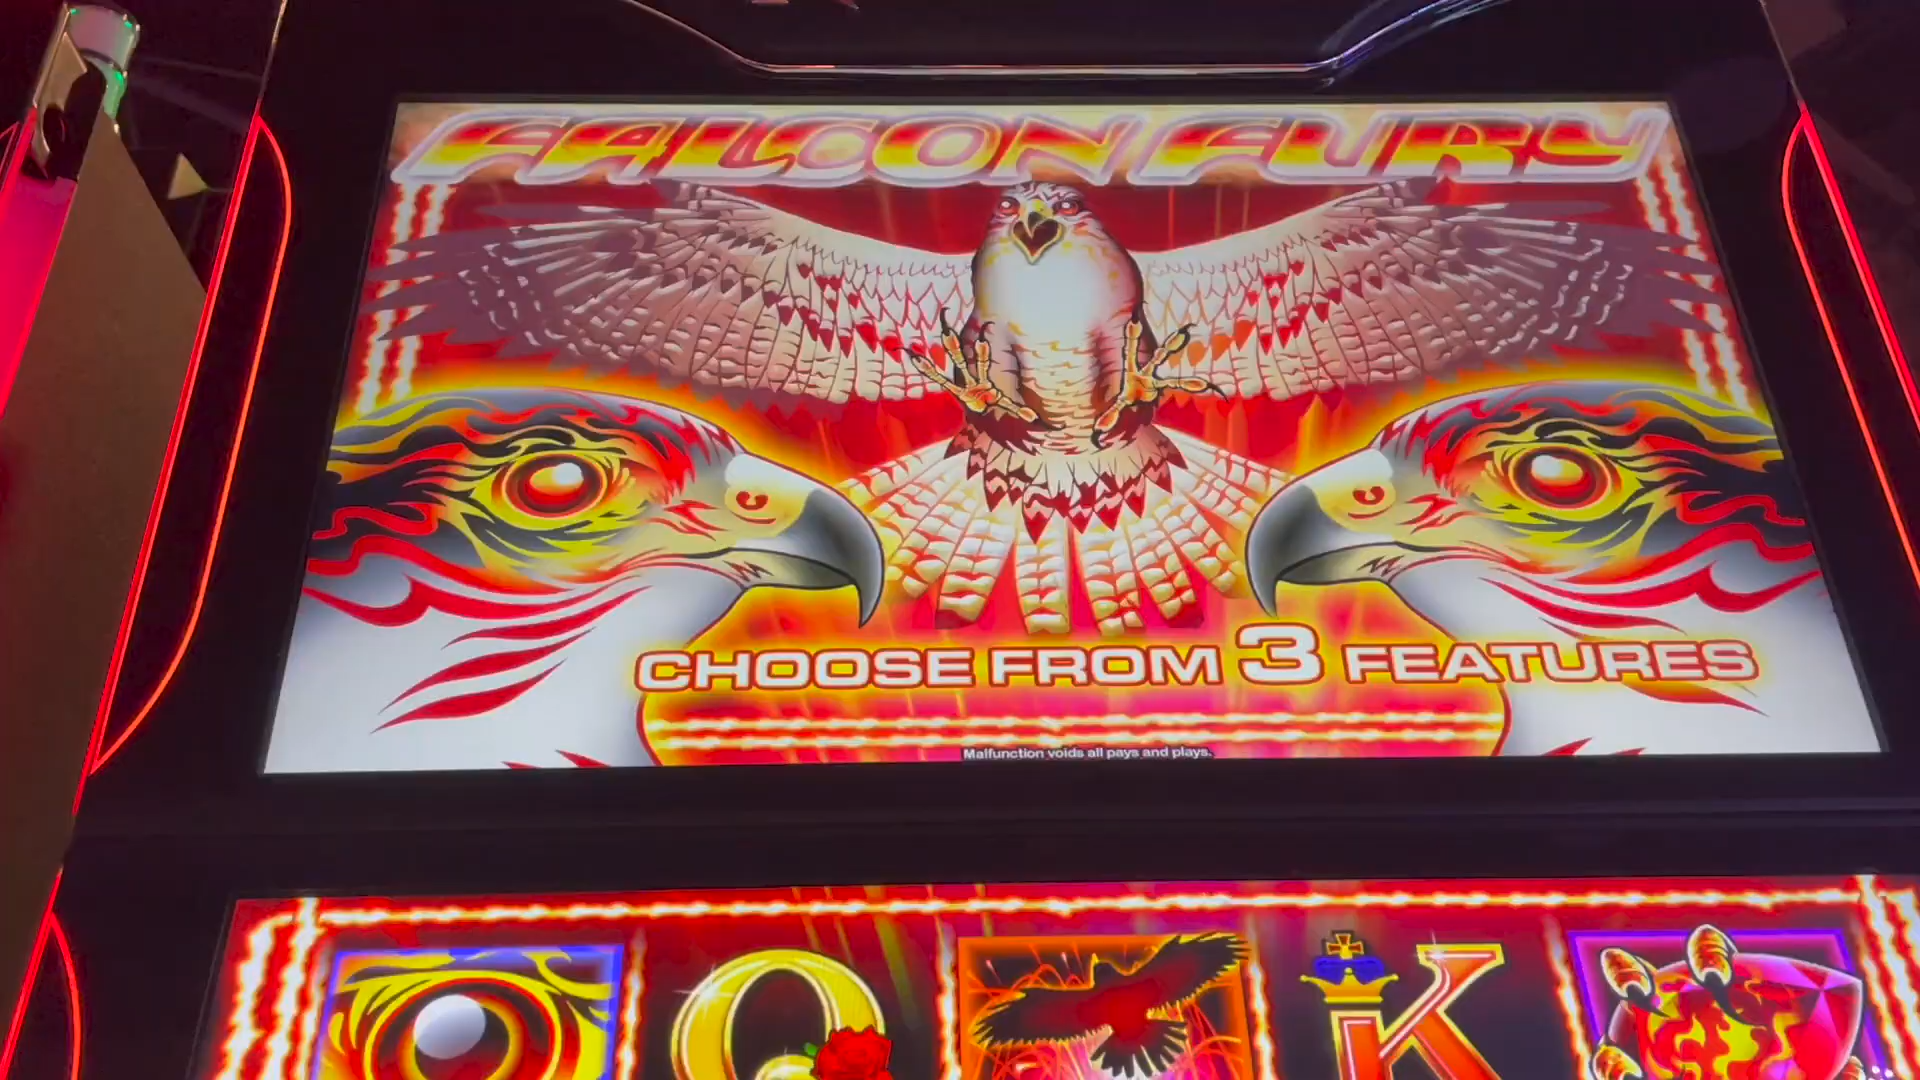 FALCON FURY
CHOOSE FROM 3 FEATURES
Malfunction voids all pays and plays.
Q K